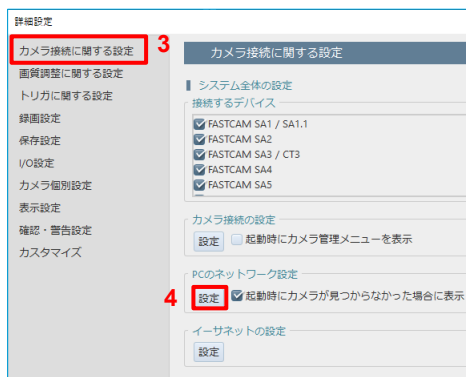 詳細設定
カメラ接続に関する設定
3
画質調整に関する設定
トリガに関する設定
録画設定
保存設定
I/O設定
カメラ個別設定
表示設定
確認・警告設定
カスタマイズ
カメラ接続に関する設定
システム全体の設定
接続するデバイス
FASTCAM SA1 / SA1.1
FASTCAM SA2
FASTCAM SA3 / CT3
FASTCAM SA4
FASTCAM SA5
カメラ接続の設定
設定 起動時にカメラ管理メニューを表示
PCのネットワーク設定
4 設定 起動時にカメラが見つからなかった場合に表示
イーサネットの設定
設定